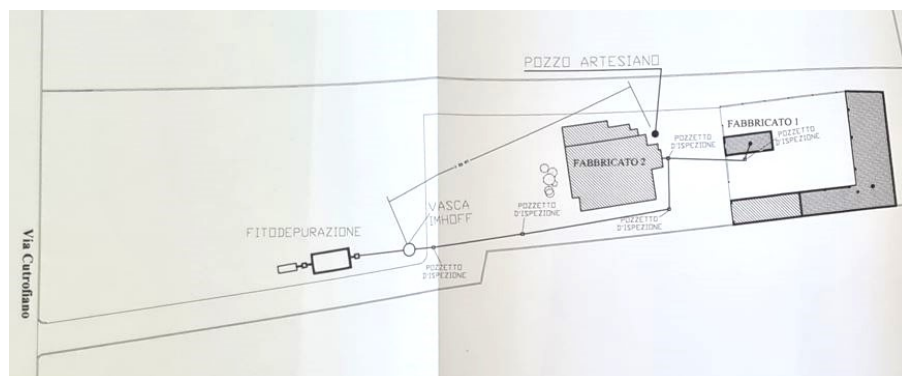 POZZO ARTESIANO
FABBRICATO 1
POZZETTO
D'ISPEZIONE
POZZETTO
D'ISPEZIONE
FABBRICATO 2
VASCA
IMHOFF
POZZETTO
D'ISPEZIONE
POZZETTO
D'ISPEZIONE
FITODEPURAZIONE
POZZETTO
D'ISPEZIONE
Via Cutrofiano